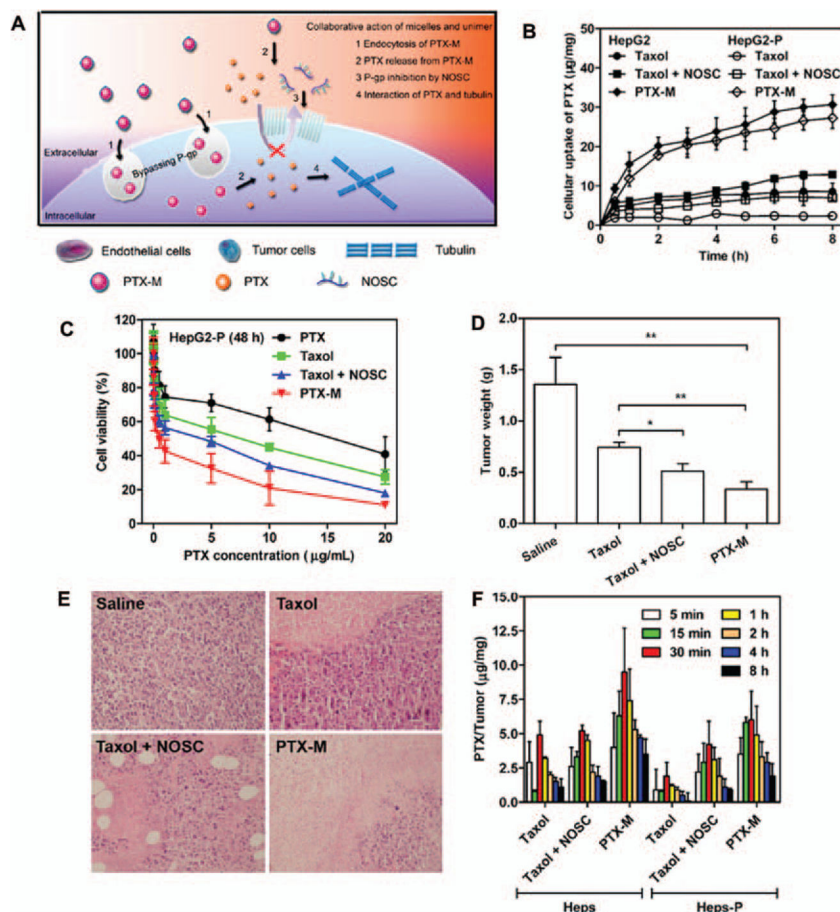 A
Collaborative action of micelles and unimer
1 Endocytosis of PTX-M
2 PTX release from PTX-M
3 P-gp inhibition by NOSC
4 Interaction of PTX and tubulin
2
3
1
1
Extracellular
Bypassing P-gp
2
4
Intracellular
Endothelial cells
Tumor cells
Tubulin
PTX-M
PTX
NOSC
B
Cellular uptake of PTX (μg/mg)
50
40
30
20
10
0
HepG2
HepG2-P
Taxol
Taxol
Taxol + NOSC
Taxol + NOSC
PTX-M
PTX-M
0 2 4 6 8
Time (h)
C
Cell viability (%)
120
100
80
60
40
20
0
HepG2-P (48 h)
PTX
Taxol
Taxol + NOSC
PTX-M
0 5 10 15 20
PTX concentration (μg/mL)
D
Tumor weight (g)
2.0
1.5
1.0
0.5
0.0
**
**
*
Saline
Taxol
Taxol + NOSC
PTX-M
E
Saline
Taxol
Taxol + NOSC
PTX-M
F
PTX/Tumor (μg/mg)
15.0
12.5
10.0
7.5
5.0
2.5
0.0
5 min
1 h
15 min
2 h
30 min
4 h
8 h
Taxol
Taxol + NOSC
PTX-M
Taxol
Taxol + NOSC
PTX-M
Heps
Heps-P